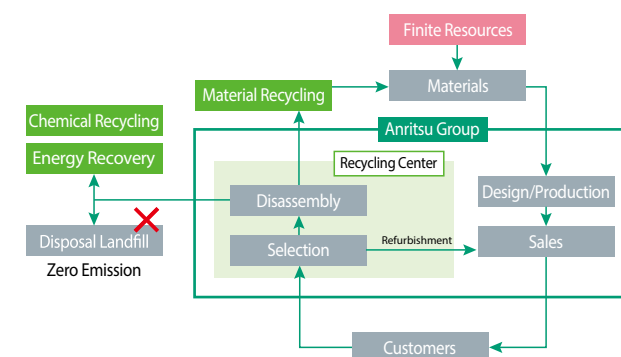 Finite Resources
Materials
Material Recycling
Chemical Recycling
Energy Recovery
Anritsu Group
Recycling Center
Disassembly
Design/Production
Disposal Landfill
Zero Emission
Selection
Refurbishment
Sales
Customers